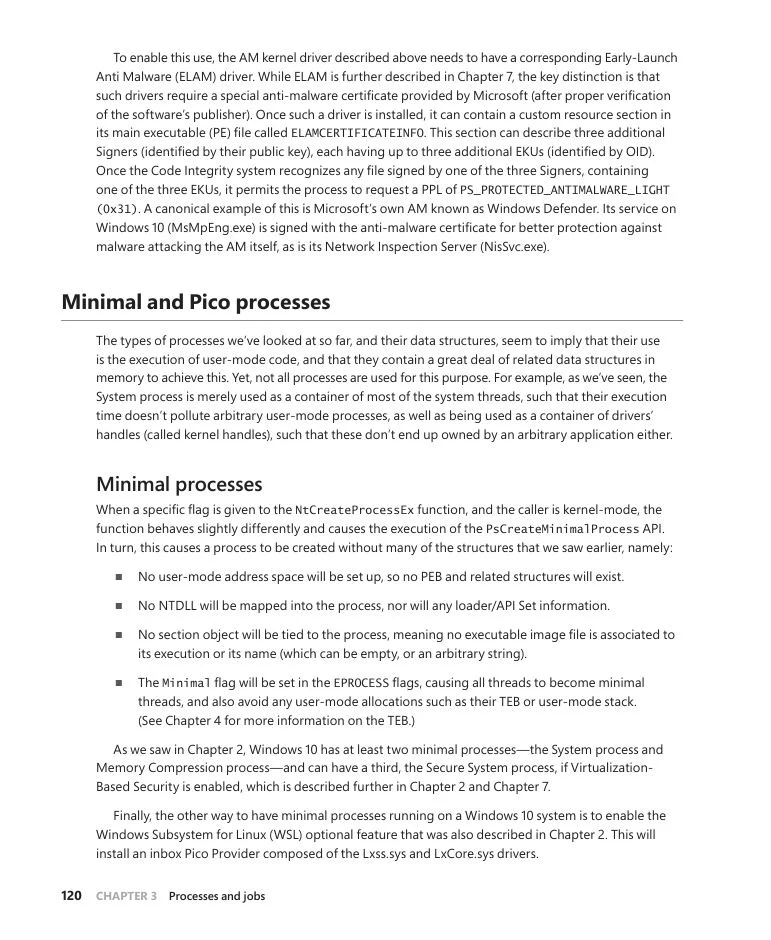 To enable this use, the AM kernel driver described above needs to have a corresponding Early-Launch
Anti Malware (ELAM) driver. While ELAM is further described in Chapter 7, the key distinction is that
such drivers require a special anti-malware certificate provided by Microsoft (after proper verification
of the software's publisher). Once such a driver is installed, it can contain a custom resource section in
its main executable (PE) file called ELAMCERTIFICATEINFO. This section can describe three additional
Signers (identified by their public key), each having up to three additional EKUs (identified by OID).
Once the Code Integrity system recognizes any file signed by one of the three Signers, containing
one of the three EKUs, it permits the process to request a PPL of PS_PROTECTED_ANTIMALWARE_LIGHT
(0x31). A canonical example of this is Microsoft's own AM known as Windows Defender. Its service on
Windows 10 (MsMpEng.exe) is signed with the anti-malware certificate for better protection against
malware attacking the AM itself, as is its Network Inspection Server (NisSvc.exe).
Minimal and Pico processes
The types of processes we've looked at so far, and their data structures, seem to imply that their use
is the execution of user-mode code, and that they contain a great deal of related data structures in
memory to achieve this. Yet, not all processes are used for this purpose. For example, as we've seen, the
System process is merely used as a container of most of the system threads, such that their execution
time doesn't pollute arbitrary user-mode processes, as well as being used as a container of drivers'
handles (called kernel handles), such that these don't end up owned by an arbitrary application either.
Minimal processes
When a specific flag is given to the NtCreateProcessEx function, and the caller is kernel-mode, the
function behaves slightly differently and causes the execution of the PsCreateMinimalProcess API.
In turn, this causes a process to be created without many of the structures that we saw earlier, namely:
■ No user-mode address space will be set up, so no PEB and related structures will exist.
■ No NTDLL will be mapped into the process, nor will any loader/API Set information.
■ No section object will be tied to the process, meaning no executable image file is associated to
its execution or its name (which can be empty, or an arbitrary string).
■ The Minimal flag will be set in the EPROCESS flags, causing all threads to become minimal
threads, and also avoid any user-mode allocations such as their TEB or user-mode stack.
(See Chapter 4 for more information on the TEB.)
As we saw in Chapter 2, Windows 10 has at least two minimal processes—the System process and
Memory Compression process—and can have a third, the Secure System process, if Virtualization-
Based Security is enabled, which is described further in Chapter 2 and Chapter 7.
Finally, the other way to have minimal processes running on a Windows 10 system is to enable the
Windows Subsystem for Linux (WSL) optional feature that was also described in Chapter 2. This will
install an inbox Pico Provider composed of the Lxss.sys and LxCore.sys drivers.
120 CHAPTER 3 Processes and jobs